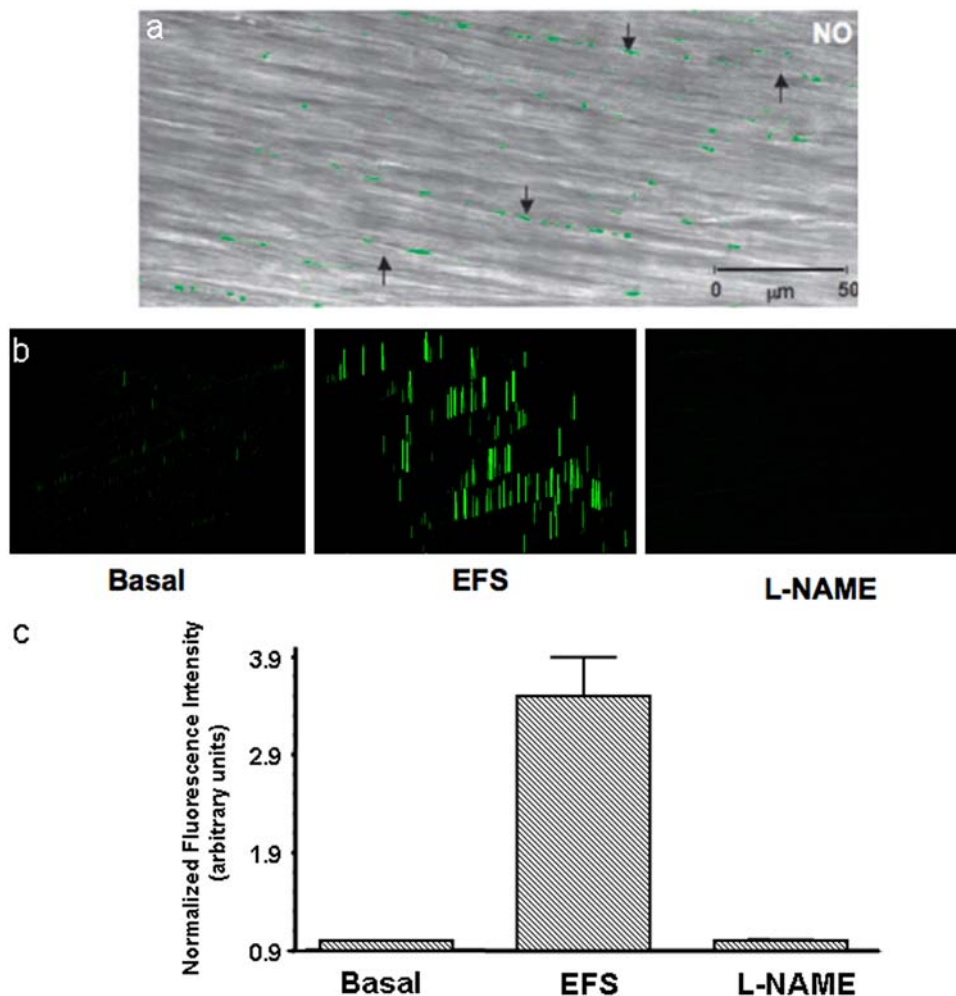 a
NO
0 μm 50
b
Basal
EFS
L-NAME
c
Normalized Fluorescence Intensity
(arbitrary units)
3.9
2.9
1.9
0.9
Basal
EFS
L-NAME